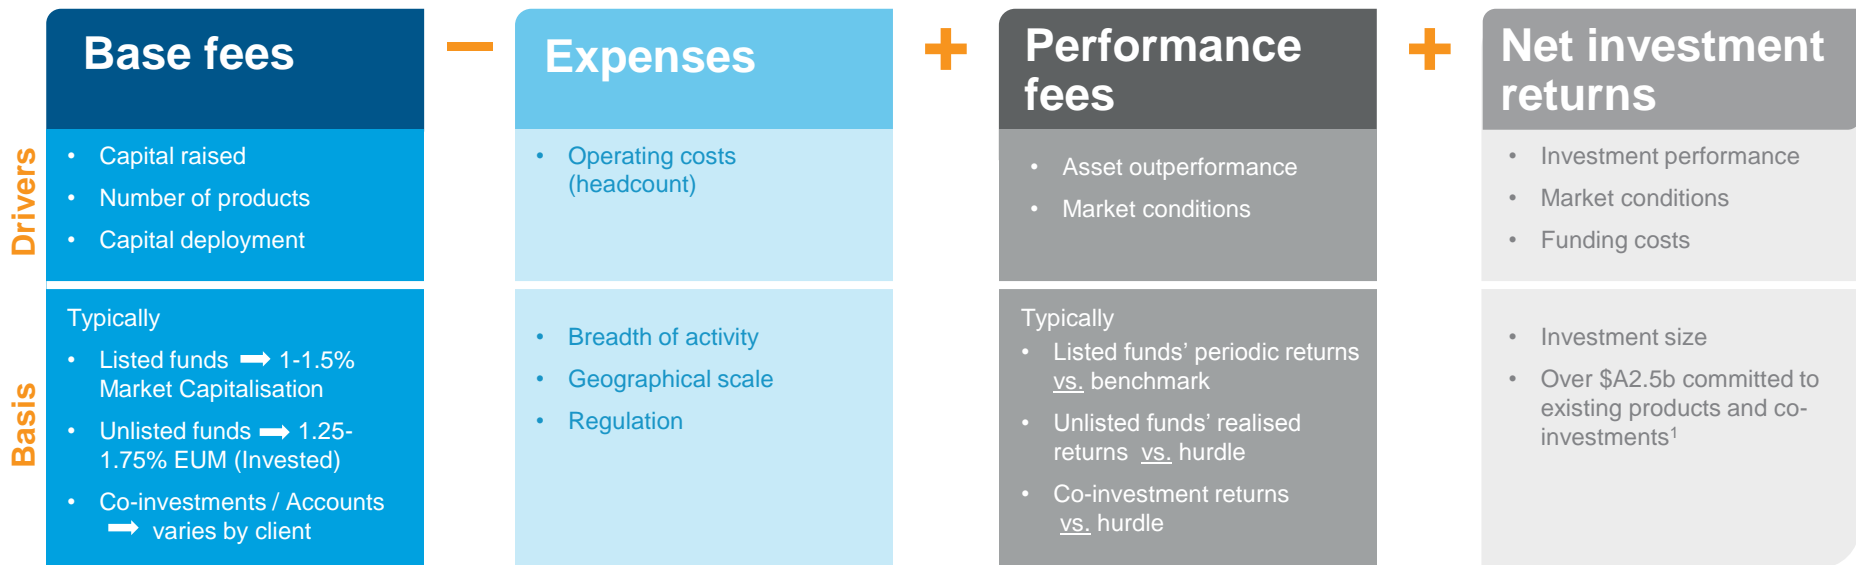 Base fees
−
Expenses
+
Performance
fees
+
Net investment
returns
Drivers
• Capital raised
• Number of products
• Capital deployment
• Operating costs
(headcount)
• Asset outperformance
• Market conditions
• Investment performance
• Market conditions
• Funding costs
Basis
Typically
• Listed funds ➡ 1-1.5%
Market Capitalisation
• Unlisted funds ➡ 1.25-
1.75% EUM (Invested)
• Co-investments / Accounts
➡ varies by client
• Breadth of activity
• Geographical scale
• Regulation
Typically
• Listed funds’ periodic returns
vs. benchmark
• Unlisted funds’ realised
returns vs. hurdle
• Co-investment returns
vs. hurdle
• Investment size
• Over $A2.5b committed to
existing products and co-
investments¹